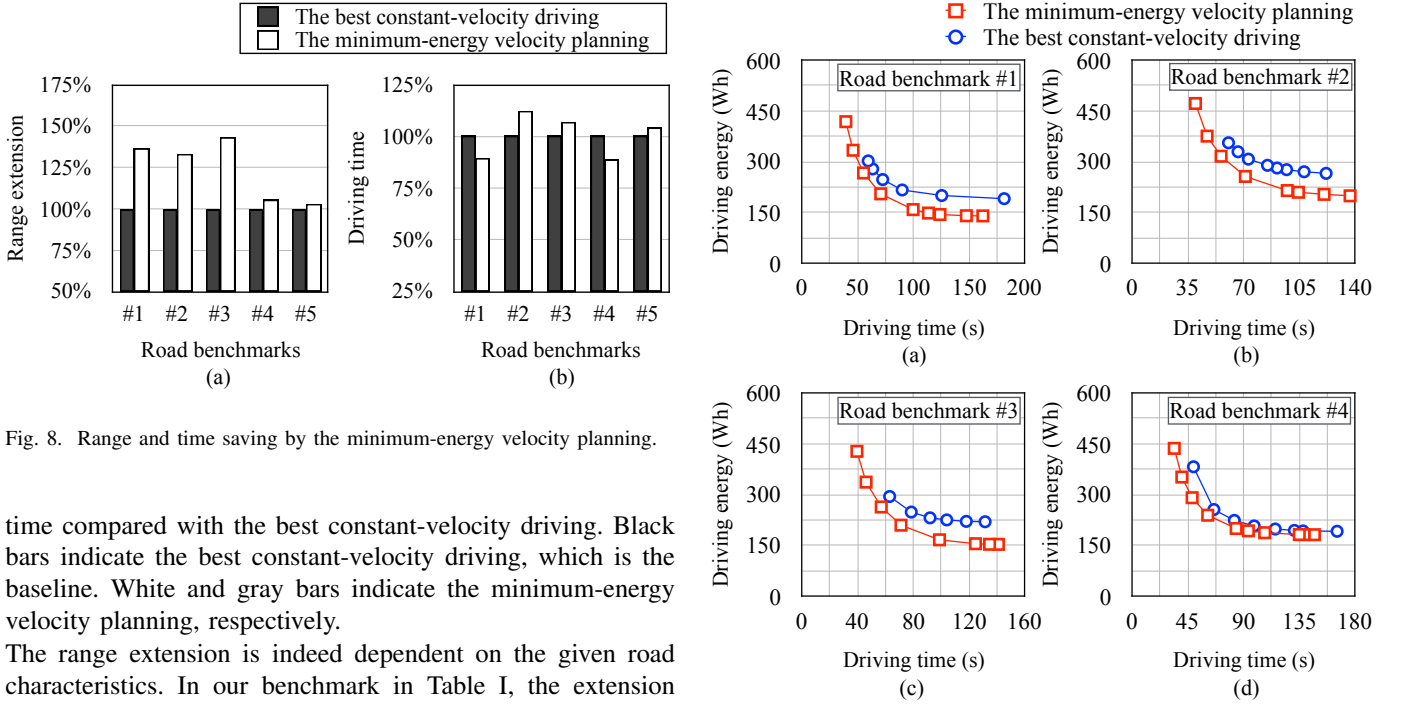 The best constant-velocity driving
The minimum-energy velocity planning
175%
150%
125%
100%
75%
50%
Range extension
#1 #2 #3 #4 #5
Road benchmarks
(a)
125%
100%
75%
50%
25%
Driving time
#1 #2 #3 #4 #5
Road benchmarks
(b)
Fig. 8. Range and time saving by the minimum-energy velocity planning.
time compared with the best constant-velocity driving. Black
bars indicate the best constant-velocity driving, which is the
baseline. White and gray bars indicate the minimum-energy
velocity planning, respectively.
The range extension is indeed dependent on the given road
characteristics. In our benchmark in Table I, the extension
The minimum-energy velocity planning
The best constant-velocity driving
Driving energy (Wh)
600
450
300
150
0
Road benchmark #1
0 50 100 150 200
Driving time (s)
(a)
Driving energy (Wh)
600
450
300
150
0
Road benchmark #2
0 35 70 105 140
Driving time (s)
(b)
Driving energy (Wh)
600
450
300
150
0
Road benchmark #3
0 40 80 120 160
Driving time (s)
(c)
Driving energy (Wh)
600
450
300
150
0
Road benchmark #4
0 45 90 135 180
Driving time (s)
(d)